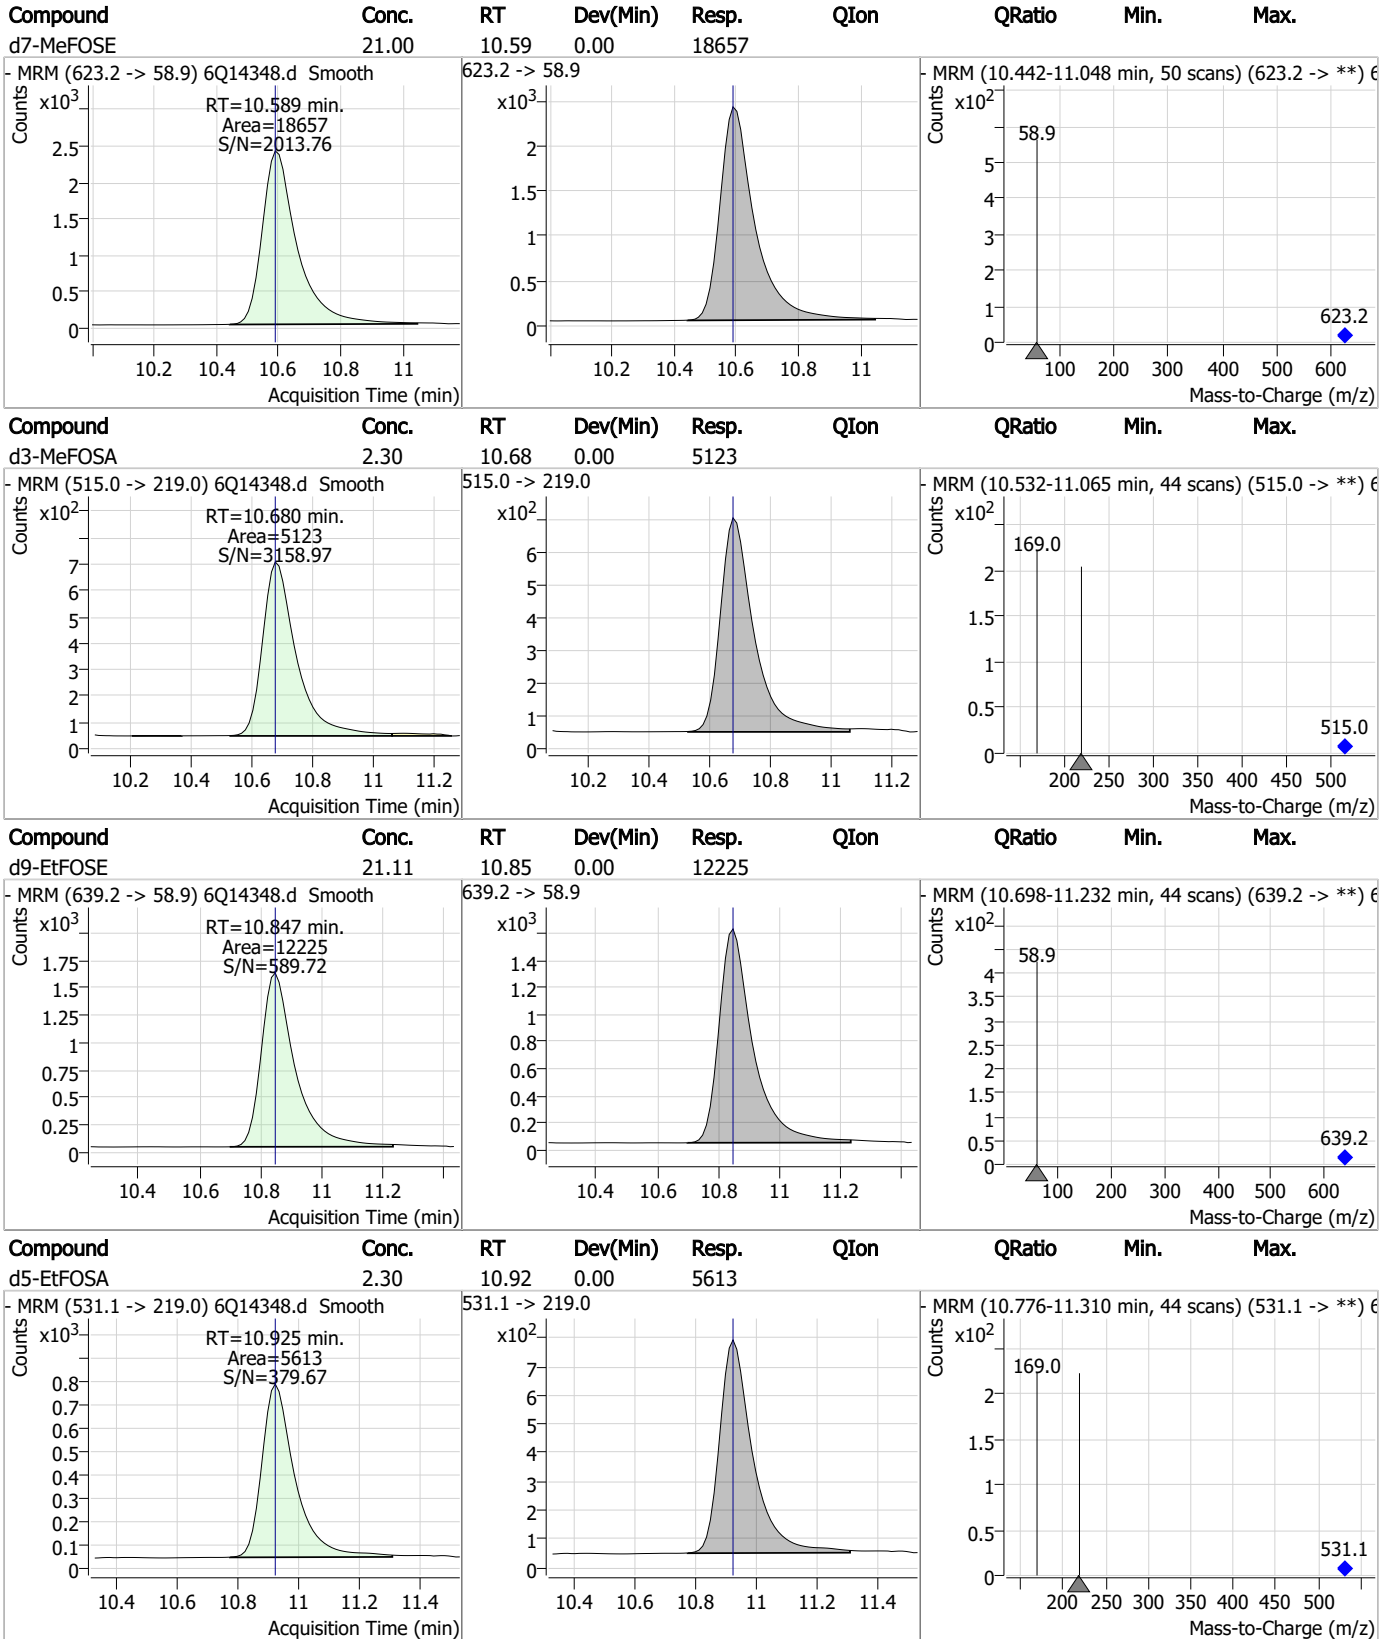 Compound Conc. RT Dev(Min) Resp. QIon QRatio Min. Max.
d7-MeFOSE 21.00 10.59 0.00 18657
- MRM (623.2 -> 58.9) 6Q14348.d Smooth
Counts
x10³
RT=10.589 min.
Area=18657
S/N=2013.76
2.5
2
1.5
1
0.5
0
10.2 10.4 10.6 10.8 11
Acquisition Time (min)
623.2 -> 58.9
x10³
2
1.5
1
0.5
0
10.2 10.4 10.6 10.8 11
- MRM (10.442-11.048 min, 50 scans) (623.2 -> **) 6
Counts
x10²
58.9
5
4
3
2
1
0
623.2
100 200 300 400 500 600
Mass-to-Charge (m/z)
Compound Conc. RT Dev(Min) Resp. QIon QRatio Min. Max.
d3-MeFOSA 2.30 10.68 0.00 5123
- MRM (515.0 -> 219.0) 6Q14348.d Smooth
Counts
x10²
RT=10.680 min.
Area=5123
S/N=3158.97
7
6
5
4
3
2
1
0
10.2 10.4 10.6 10.8 11 11.2
Acquisition Time (min)
515.0 -> 219.0
x10²
6
5
4
3
2
1
0
10.2 10.4 10.6 10.8 11 11.2
- MRM (10.532-11.065 min, 44 scans) (515.0 -> **) 6
Counts
x10²
169.0
2
1.5
1
0.5
0
515.0
200 250 300 350 400 450 500
Mass-to-Charge (m/z)
Compound Conc. RT Dev(Min) Resp. QIon QRatio Min. Max.
d9-EtFOSE 21.11 10.85 0.00 12225
- MRM (639.2 -> 58.9) 6Q14348.d Smooth
Counts
x10³
RT=10.847 min.
Area=12225
S/N=589.72
1.75
1.5
1.25
1
0.75
0.5
0.25
0
10.4 10.6 10.8 11 11.2
Acquisition Time (min)
639.2 -> 58.9
x10³
1.4
1.2
1
0.8
0.6
0.4
0.2
0
10.4 10.6 10.8 11 11.2
- MRM (10.698-11.232 min, 44 scans) (639.2 -> **) 6
Counts
x10²
58.9
4
3.5
3
2.5
2
1.5
1
0.5
0
639.2
100 200 300 400 500 600
Mass-to-Charge (m/z)
Compound Conc. RT Dev(Min) Resp. QIon QRatio Min. Max.
d5-EtFOSA 2.30 10.92 0.00 5613
- MRM (531.1 -> 219.0) 6Q14348.d Smooth
Counts
x10³
RT=10.925 min.
Area=5613
S/N=379.67
0.8
0.7
0.6
0.5
0.4
0.3
0.2
0.1
0
10.4 10.6 10.8 11 11.2 11.4
Acquisition Time (min)
531.1 -> 219.0
x10²
7
6
5
4
3
2
1
0
10.4 10.6 10.8 11 11.2 11.4
- MRM (10.776-11.310 min, 44 scans) (531.1 -> **) 6
Counts
x10²
169.0
2
1.5
1
0.5
0
531.1
200 250 300 350 400 450 500
Mass-to-Charge (m/z)